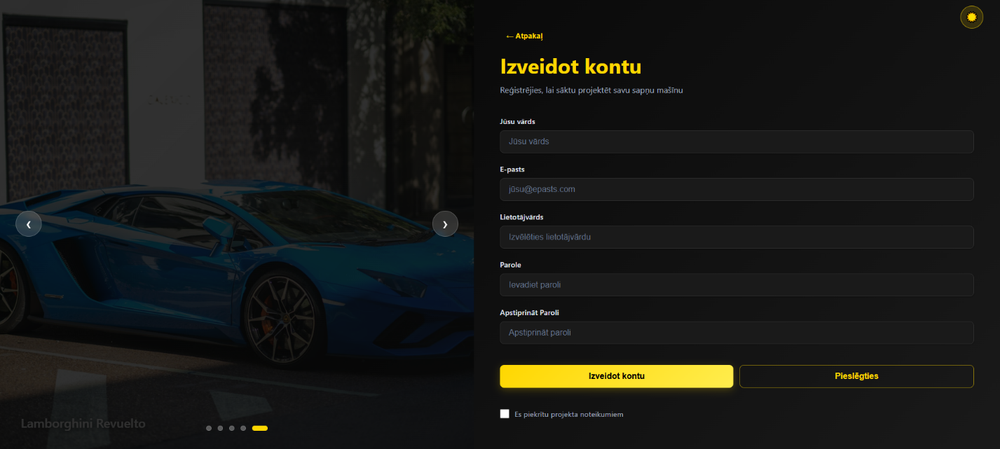 ← Atpakaļ
Izveidot kontu
Reģistrējies, lai sāktu projektēt savu sapņu mašīnu
Jūsu vārds
Jūsu vārds
E-pasts
jūsu@epasts.com
Lietotājvārds
Izvēlēties lietotājvārdu
Parole
Ievadiet paroli
Apstiprināt Paroli
Apstiprināt paroli
Izveidot kontu
Pieslēgties
Es piekrītu projekta noteikumiem
Lamborghini Revuelto